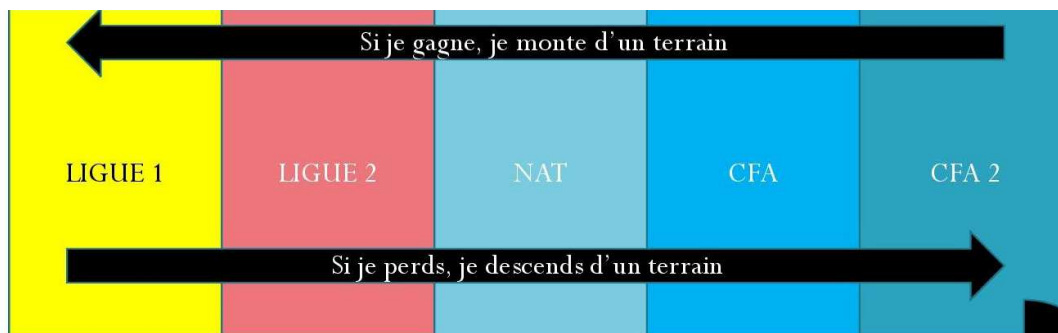 Si je gagne, je monte d'un terrain
LIGUE 1
LIGUE 2
NAT
CFA
CFA 2
Si je perds, je descends d'un terrain